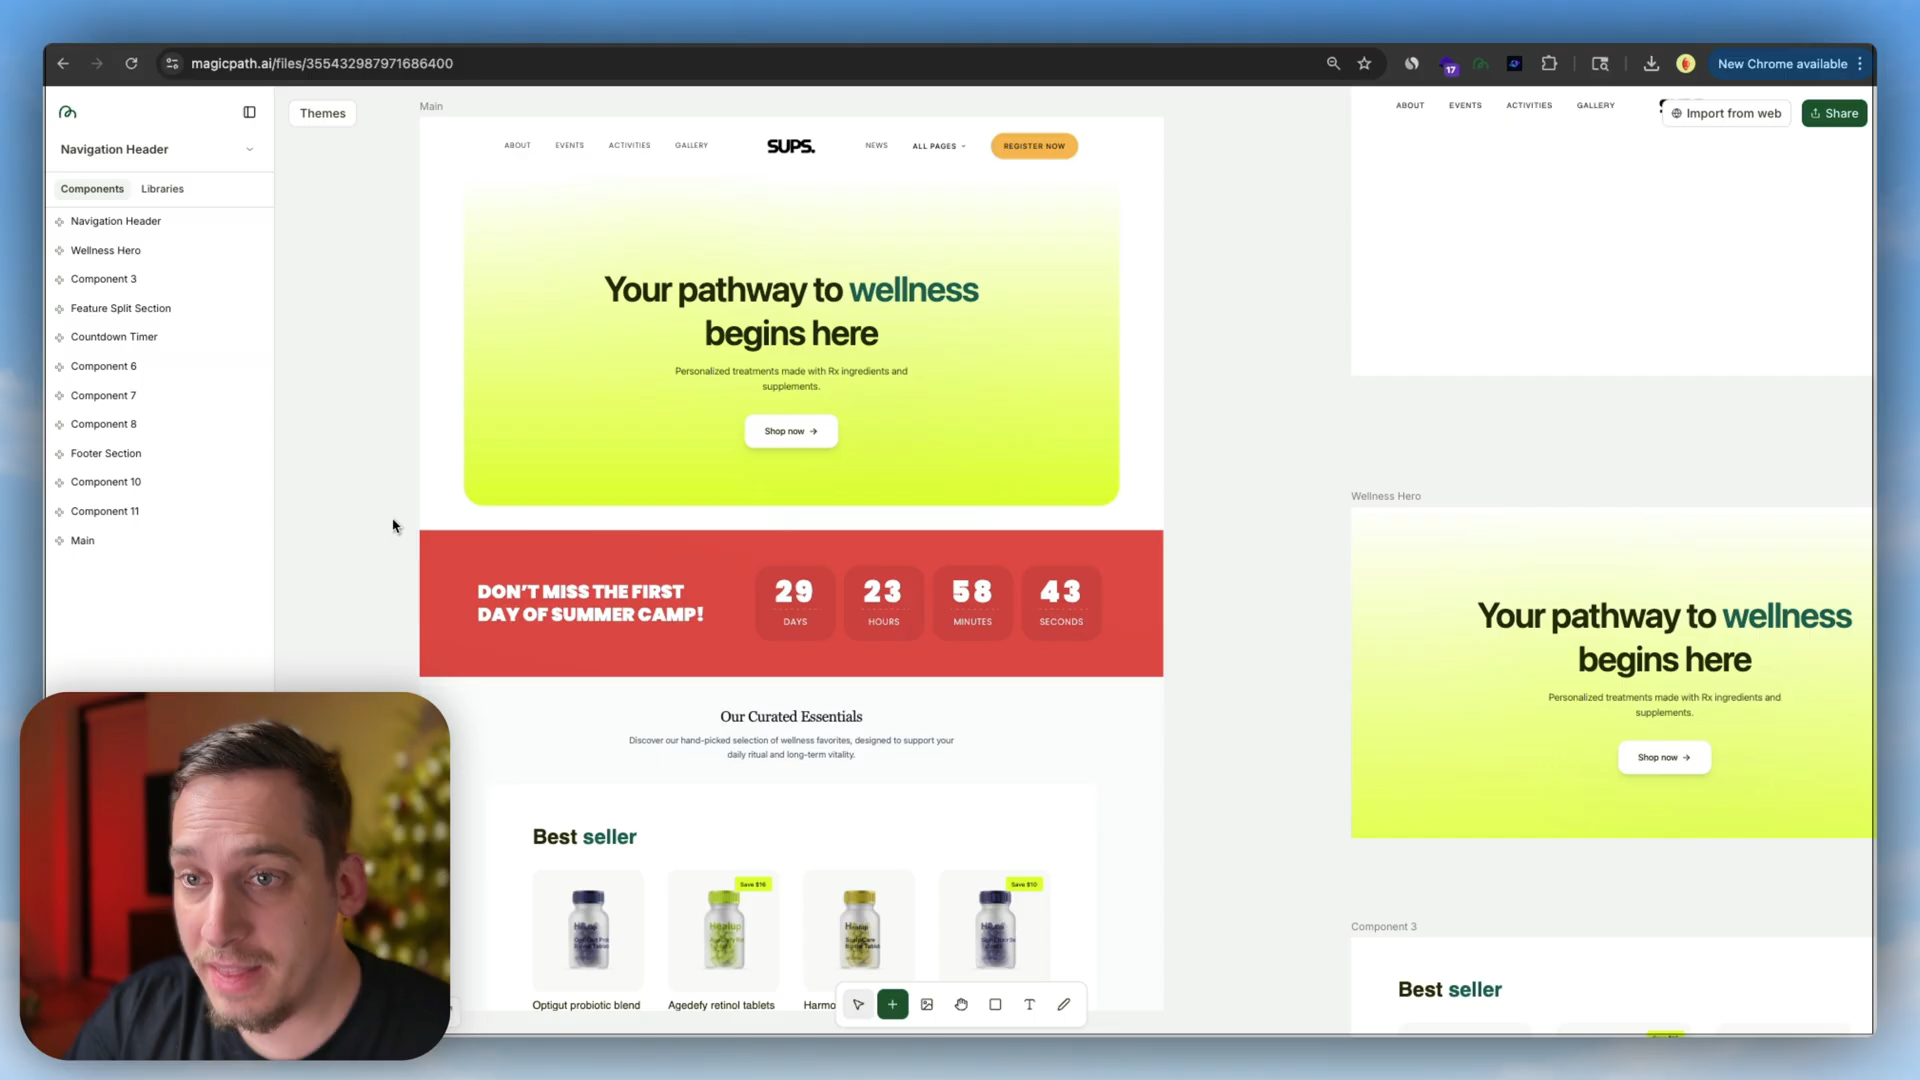 magicpath.ai/files/355432987971686400
17
New Chrome available
Navigation Header
Components
Libraries
Navigation Header
Wellness Hero
Component 3
Feature Split Section
Countdown Timer
Component 6
Component 7
Component 8
Footer Section
Component 10
Component 11
Main
Themes
Main
ABOUT
EVENTS
ACTIVITIES
GALLERY
SUPS.
NEWS
ALL PAGES
REGISTER NOW
Your pathway to wellness
begins here
Personalized treatments made with Rx ingredients and
supplements.
Shop now →
DON'T MISS THE FIRST
DAY OF SUMMER CAMP!
29
DAYS
23
HOURS
58
MINUTES
43
SECONDS
Our Curated Essentials
Discover our hand-picked selection of wellness favorites, designed to support your
daily ritual and long-term vitality.
Best seller
Save $16
Save $10
Healup
Optigut probiotic blend
Agedefy retinol tablets
Harmo
ABOUT
EVENTS
ACTIVITIES
GALLERY
Import from web
Share
Wellness Hero
Your pathway to wellness
begins here
Personalized treatments made with Rx ingredients and
supplements.
Shop now →
Component 3
Best seller